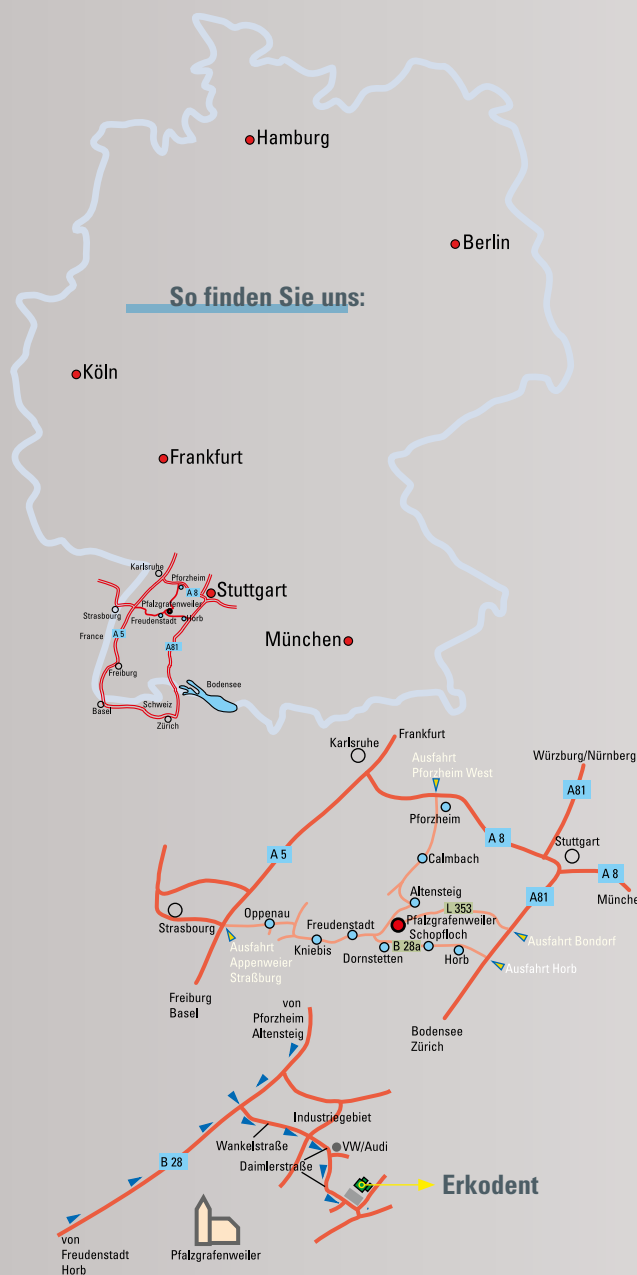 Hamburg
Berlin
So finden Sie uns:
Köln
Frankfurt
Karlsruhe
Pforzheim
A 8
Stuttgart
Pfalzgrafenweiler
Strasbourg
Freudenstadt
Horb
France
A 5
A81
München
Freiburg
Bodensee
Basel
Schweiz
Zürich
Karlsruhe
Frankfurt
Ausfahrt
Pforzheim West
Würzburg/Nürnberg
A81
Pforzheim
A 8
Stuttgart
A 5
Calmbach
A 8
Münche
Altensteig
A81
L 353
Oppenau
Freudenstadt
Pfalzgrafenweiler
Schopfloch
Strasbourg
Ausfahrt
Appenweier
Straßburg
Kniebis
Dornstetten
B 28a
Horb
Ausfahrt Bondorf
Ausfahrt Horb
Freiburg
Basel
Bodensee
Zürich
von
Pforzheim
Altensteig
Industriegebiet
Wankelstraße
VW/Audi
Daimlerstraße
B 28
Erkodent
von
Freudenstadt
Horb
Pfalzgrafenweiler